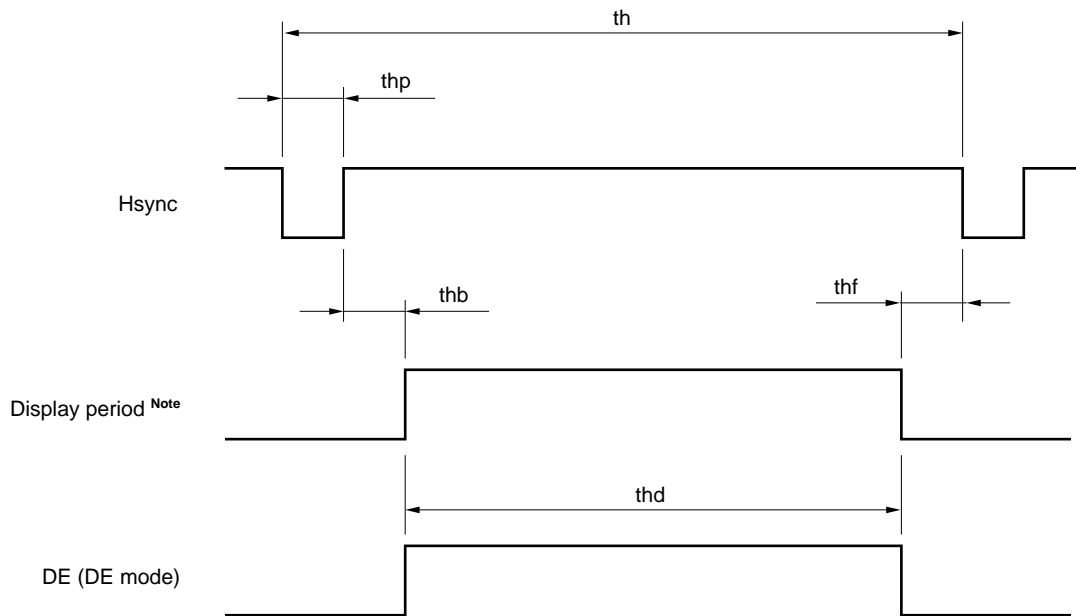 th
thp
Hsync
thb
thf
Display period Note
thd
DE (DE mode)